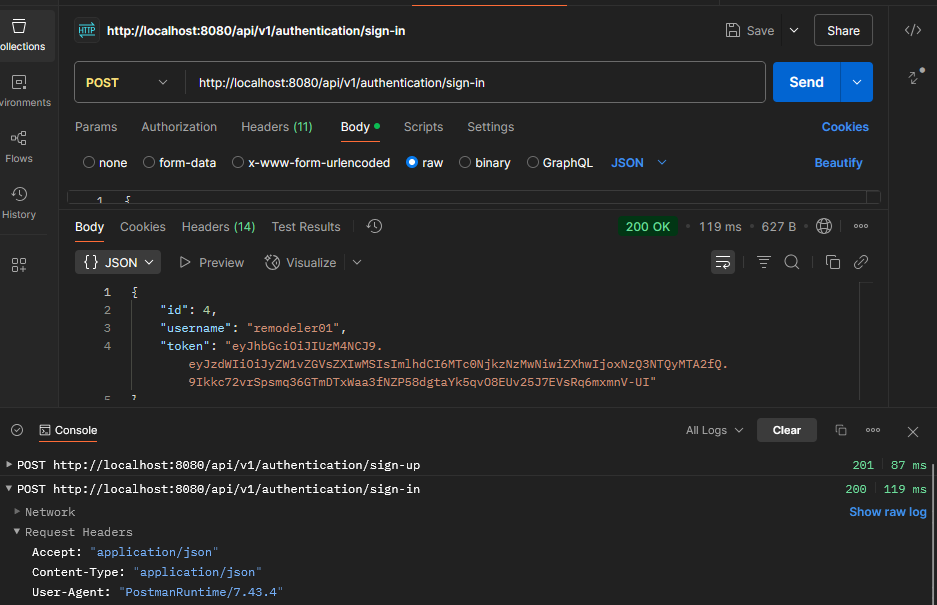 http://localhost:8080/api/v1/authentication/sign-in
Save
Share
ollections
vironments
Flows
History
POST
http://localhost:8080/api/v1/authentication/sign-in
Send
Params Authorization Headers (11) Body Scripts Settings Cookies
none form-data x-www-form-urlencoded raw binary GraphQL JSON Beautify
1 {
Body Cookies Headers (14) Test Results 200 OK 119 ms 627 B
{} JSON Preview Visualize
1 {
2 "id": 4,
3 "username": "remodeler01",
4 "token": "eyJhbGciOiJIUzM4NCJ9.
eyJzdWIiOiJyZW1vZGVsZXIwMSIsImlhdCI6MTc0NjkzNzMwNiwiZXhwIjoxNzQ3NTQyMTA2fQ.
9Ikkc72vrSpsmq36GTmDTxWaa3fNZP58dgtaYk5qvO8EUv25J7EVsRq6mxmnV-UI"
5 }
Console All Logs Clear
POST http://localhost:8080/api/v1/authentication/sign-up 201 87 ms
POST http://localhost:8080/api/v1/authentication/sign-in 200 119 ms
Network Show raw log
Request Headers
Accept: "application/json"
Content-Type: "application/json"
User-Agent: "PostmanRuntime/7.43.4"